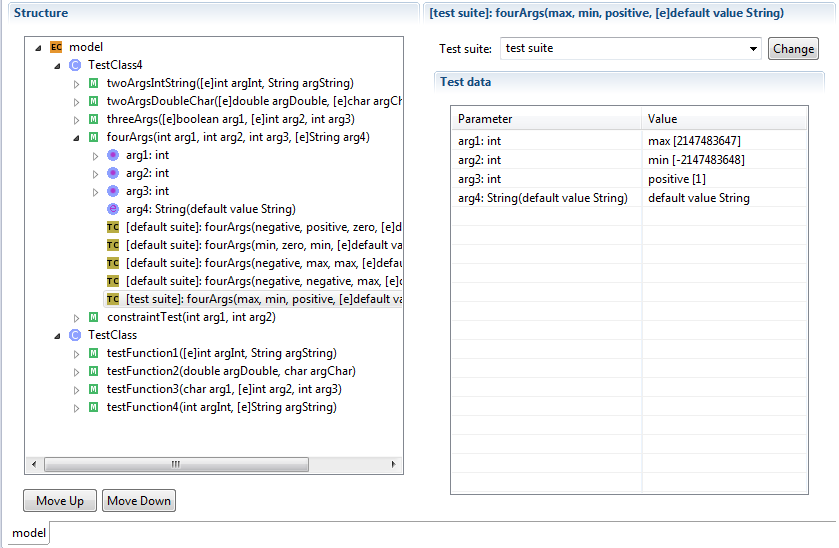 Structure
EC model
C TestClass4
M twoArgsIntString([e]int argInt, String argString)
M twoArgsDoubleChar([e]double argDouble, [e]char argCh
M threeArgs([e]boolean arg1, [e]int arg2, int arg3)
M fourArgs(int arg1, int arg2, int arg3, [e]String arg4)
arg1: int
arg2: int
arg3: int
e arg4: String(default value String)
TC [default suite]: fourArgs(negative, positive, zero, [e]d
TC [default suite]: fourArgs(min, zero, min, [e]default va
TC [default suite]: fourArgs(negative, max, max, [e]defau
TC [default suite]: fourArgs(negative, negative, max, [e]d
TC [test suite]: fourArgs(max, min, positive, [e]default va
M constraintTest(int arg1, int arg2)
C TestClass
M testFunction1([e]int argInt, String argString)
M testFunction2(double argDouble, char argChar)
M testFunction3(char arg1, [e]int arg2, int arg3)
M testFunction4(int argInt, [e]String argString)
Move Up Move Down
model
[test suite]: fourArgs(max, min, positive, [e]default value String)
Test suite: test suite Change
Test data
Parameter Value
arg1: int max [2147483647]
arg2: int min [-2147483648]
arg3: int positive [1]
arg4: String(default value String) default value String